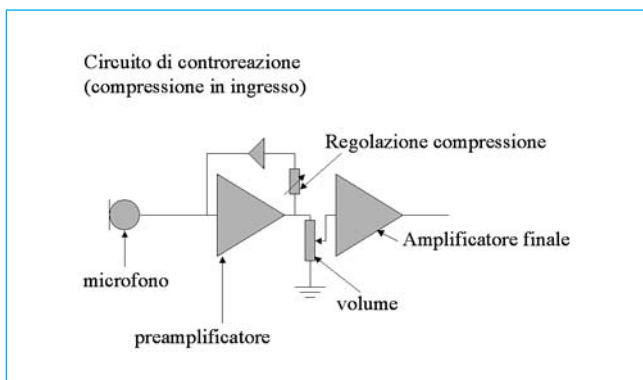 Circuito di controreazione
(compressione in ingresso)
Regolazione compressione
Amplificatore finale
microfono
volume
preamplificatore